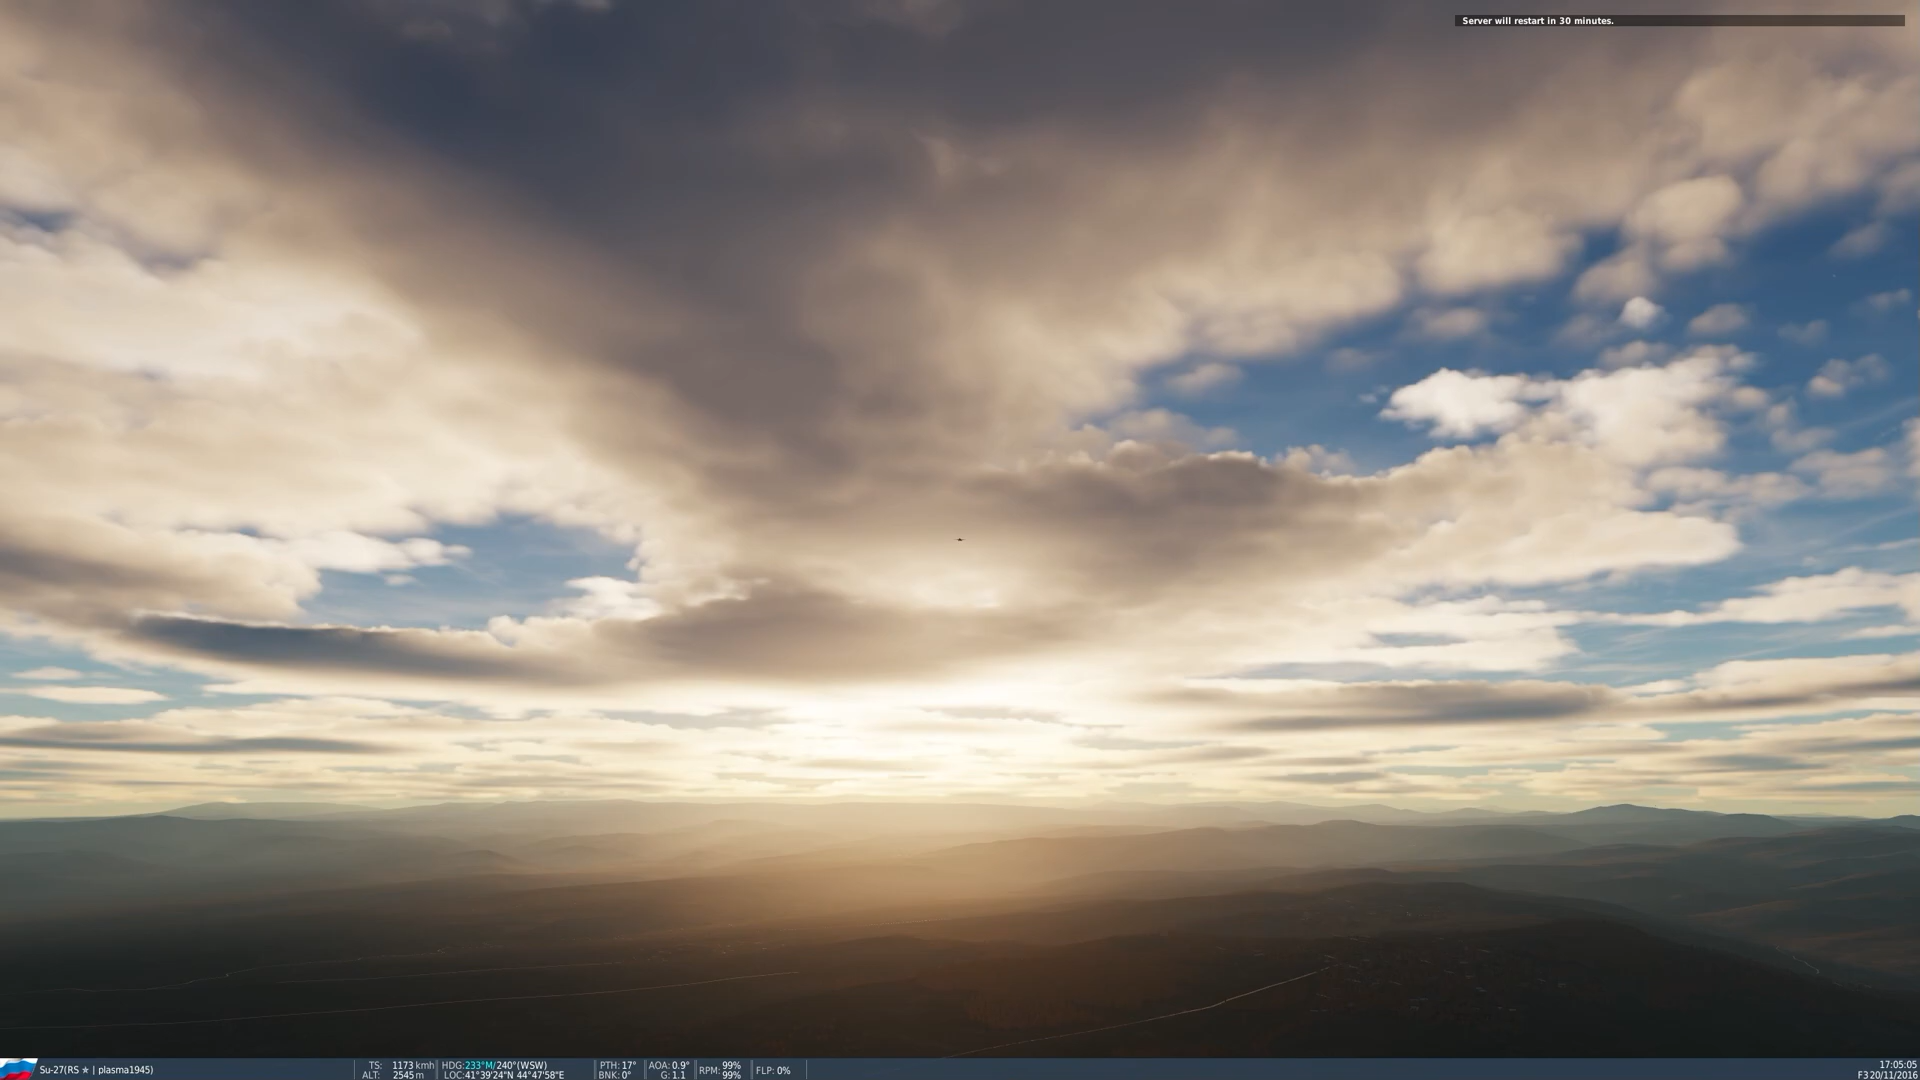 Server will restart in 30 minutes.
Su-27(RS ★ | plasma1945)
TS: 1173 kmh HDG:233°M/240°(WSW) PTH: 17° AOA: 0.9° RPM: 99% FLP: 0% 17:05:05
ALT: 2545 m LOC:41°39'24"N 44°47'58"E BNK: 0° G: 1.1 99% F3 20/11/2016